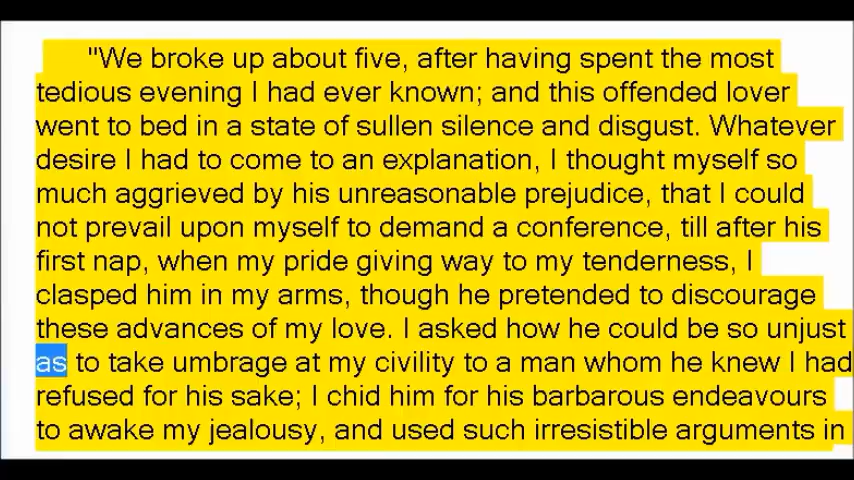 "We broke up about five, after having spent the most
tedious evening I had ever known; and this offended lover
went to bed in a state of sullen silence and disgust. Whatever
desire I had to come to an explanation, I thought myself so
much aggrieved by his unreasonable prejudice, that I could
not prevail upon myself to demand a conference, till after his
first nap, when my pride giving way to my tenderness, I
clasped him in my arms, though he pretended to discourage
these advances of my love. I asked how he could be so unjust
as to take umbrage at my civility to a man whom he knew I had
refused for his sake; I chid him for his barbarous endeavours
to awake my jealousy, and used such irresistible arguments in